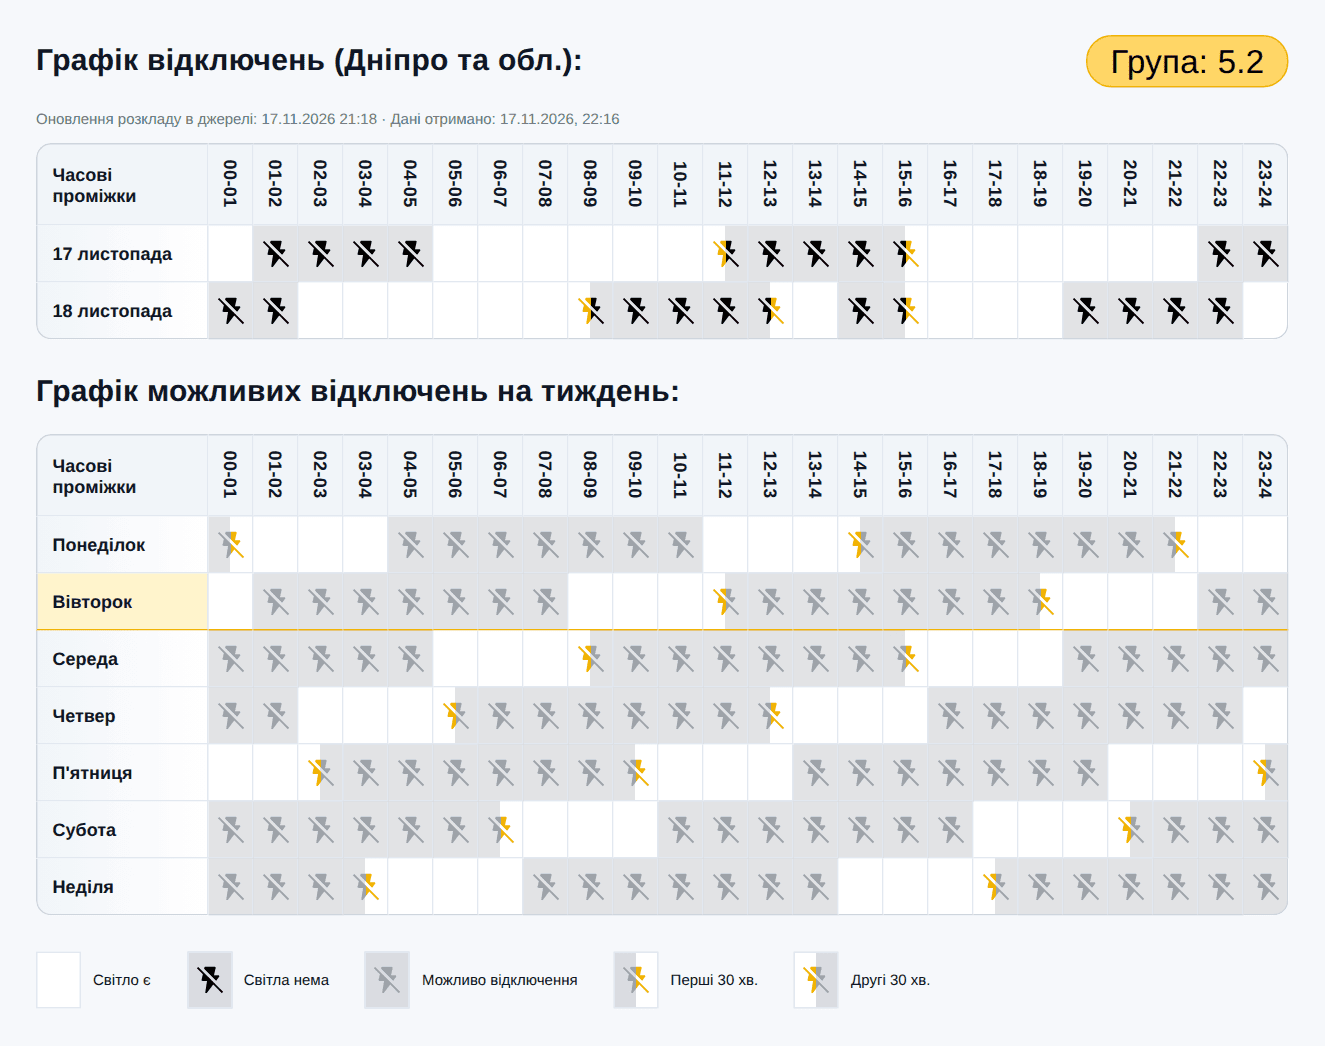 Графік відключень (Дніпро та обл.):
Група: 5.2
Оновлення розкладу в джерелі: 17.11.2026 21:18 · Дані отримано: 17.11.2026, 22:16
Часові проміжки 00-01 01-02 02-03 03-04 04-05 05-06 06-07 07-08 08-09 09-10 10-11 11-12 12-13 13-14 14-15 15-16 16-17 17-18 18-19 19-20 20-21 21-22 22-23 23-24
17 листопада
18 листопада
Графік можливих відключень на тиждень:
Часові проміжки 00-01 01-02 02-03 03-04 04-05 05-06 06-07 07-08 08-09 09-10 10-11 11-12 12-13 13-14 14-15 15-16 16-17 17-18 18-19 19-20 20-21 21-22 22-23 23-24
Понеділок
Вівторок
Середа
Четвер
П'ятниця
Субота
Неділя
Світло є Світла нема Можливо відключення Перші 30 хв. Другі 30 хв.